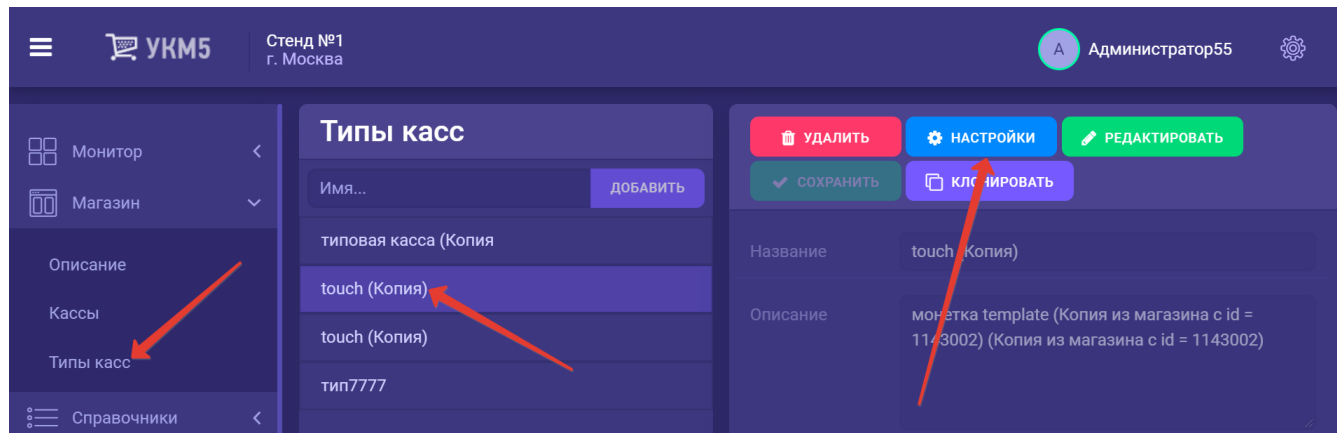 УКМ5
Стенд №1
г. Москва
А
Администратор55
Монитор
Магазин
Описание
Кассы
Типы касс
Справочники
Типы касс
Имя...
ДОБАВИТЬ
типовая касса (Копия
touch (Копия)
touch (Копия)
тип7777
УДАЛИТЬ
НАСТРОЙКИ
РЕДАКТИРОВАТЬ
СОХРАНИТЬ
КЛОНИРОВАТЬ
Название
touch (Копия)
Описание
монетка template (Копия из магазина с id =
1143002) (Копия из магазина с id = 1143002)